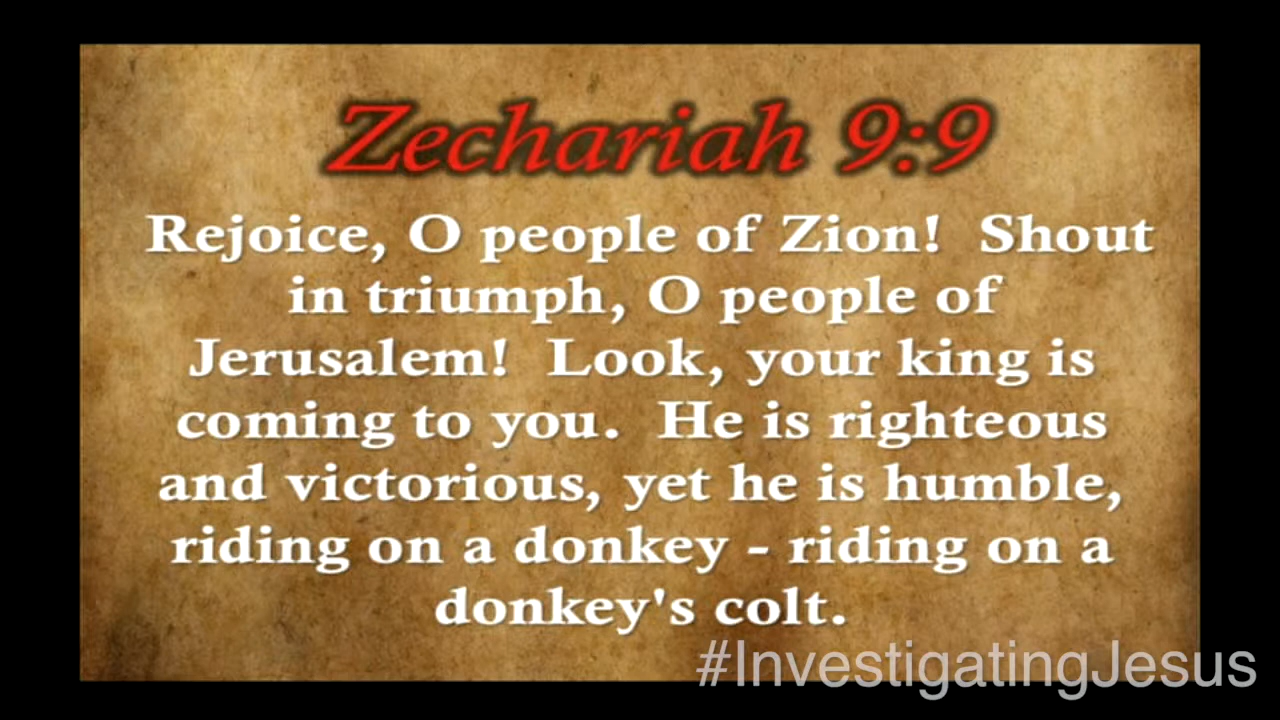 Zechariah 9:9
Rejoice, O people of Zion!  Shout
in triumph, O people of
Jerusalem!  Look, your king is
coming to you.  He is righteous
and victorious, yet he is humble,
riding on a donkey - riding on a
donkey's colt.
#InvestigatingJesus